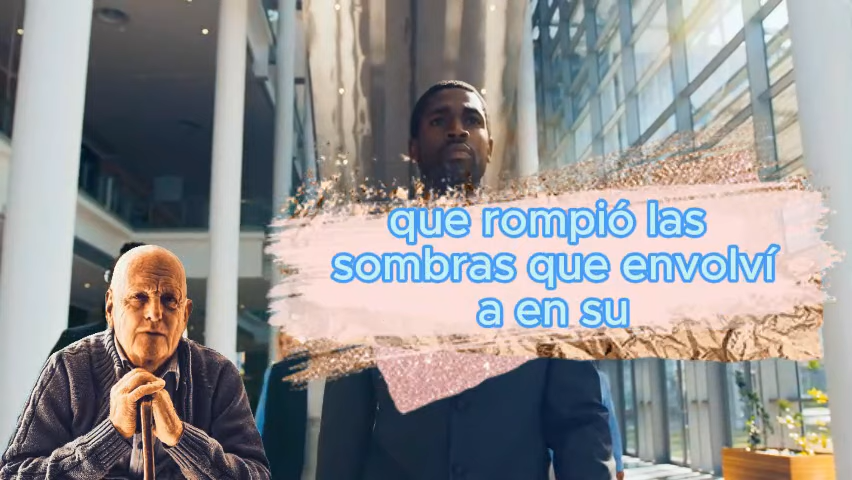 que rompió las
sombras que envolví
a en su